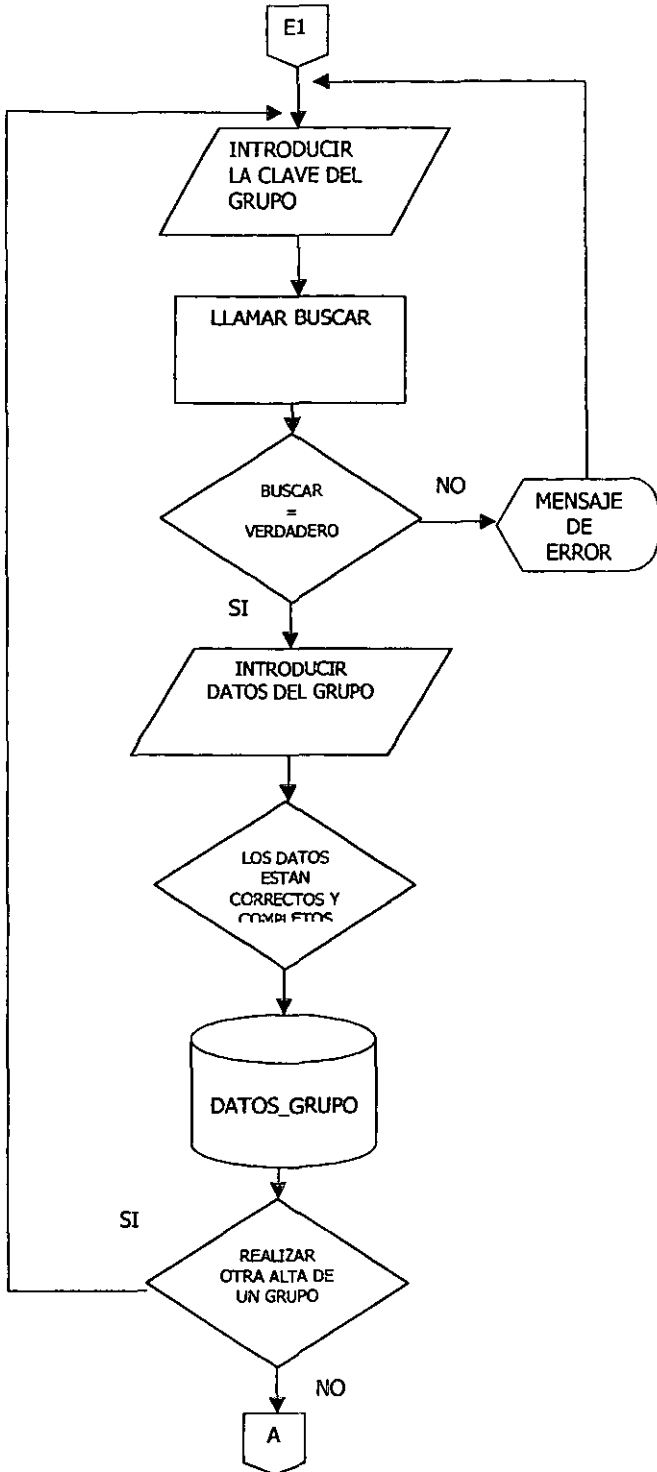 E1
INTRODUCIR
LA CLAVE DEL
GRUPO
LLAMAR BUSCAR
BUSCAR
=
VERDADERO
NO
MENSAJE
DE
ERROR
SI
INTRODUCIR
DATOS DEL GRUPO
LOS DATOS
ESTAN
CORRECTOS Y
COMPLETOS
DATOS_GRUPO
SI
REALIZAR
OTRA ALTA DE
UN GRUPO
NO
A